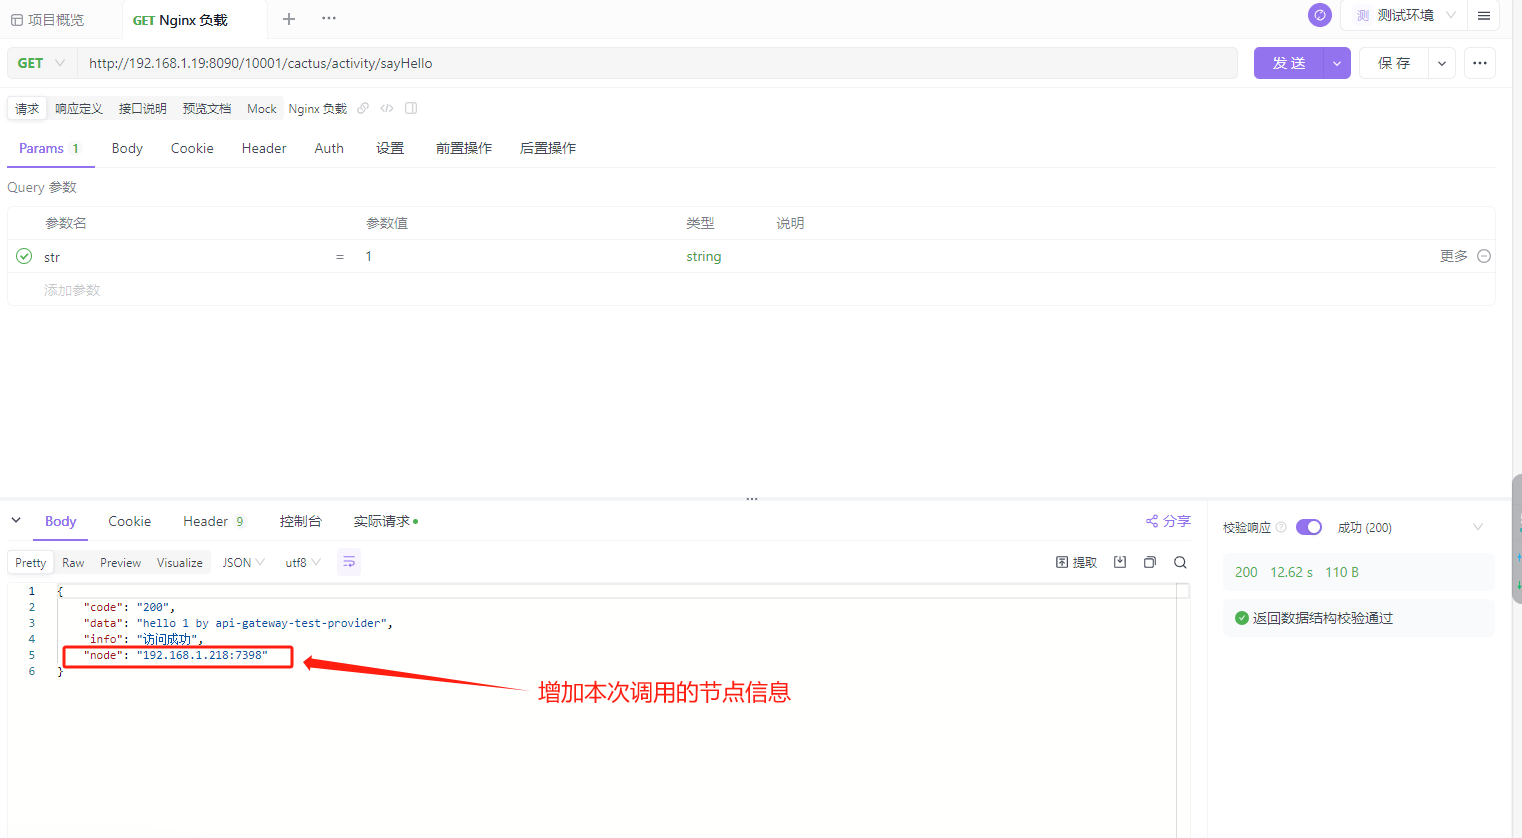 项目概览 GET Nginx 负载
测 测试环境
GET http://192.168.1.19:8090/10001/cactus/activity/sayHello 发 送 保 存
请求 响应定义 接口说明 预览文档 Mock Nginx 负载
Params 1 Body Cookie Header Auth 设置 前置操作 后置操作
Query 参数
参数名 参数值 类型 说明
str = 1 string 更多
添加参数
Body Cookie Header 9 控制台 实际请求 分享
校验响应 成功 (200)
Pretty Raw Preview Visualize JSON utf8 提取
200 12.62 s 110 B
返回数据结构校验通过
1 {
2 "code": "200",
3 "data": "hello 1 by api-gateway-test-provider",
4 "info": "访问成功",
5 "node": "192.168.1.218:7398"
6 }
增加本次调用的节点信息